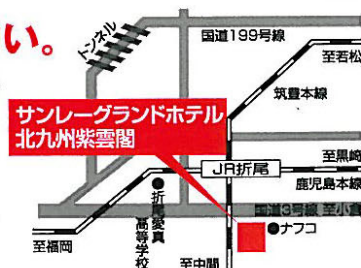 い。
トンネル
国道199号線
至若松
筑豊本線
サンレーグランドホテル
北九州紫雲閣
至黒崎
JR折尾
鹿児島本線
国道3号線 至小倉
●ナフコ
●折尾愛真
高等学校
至福岡
至中間